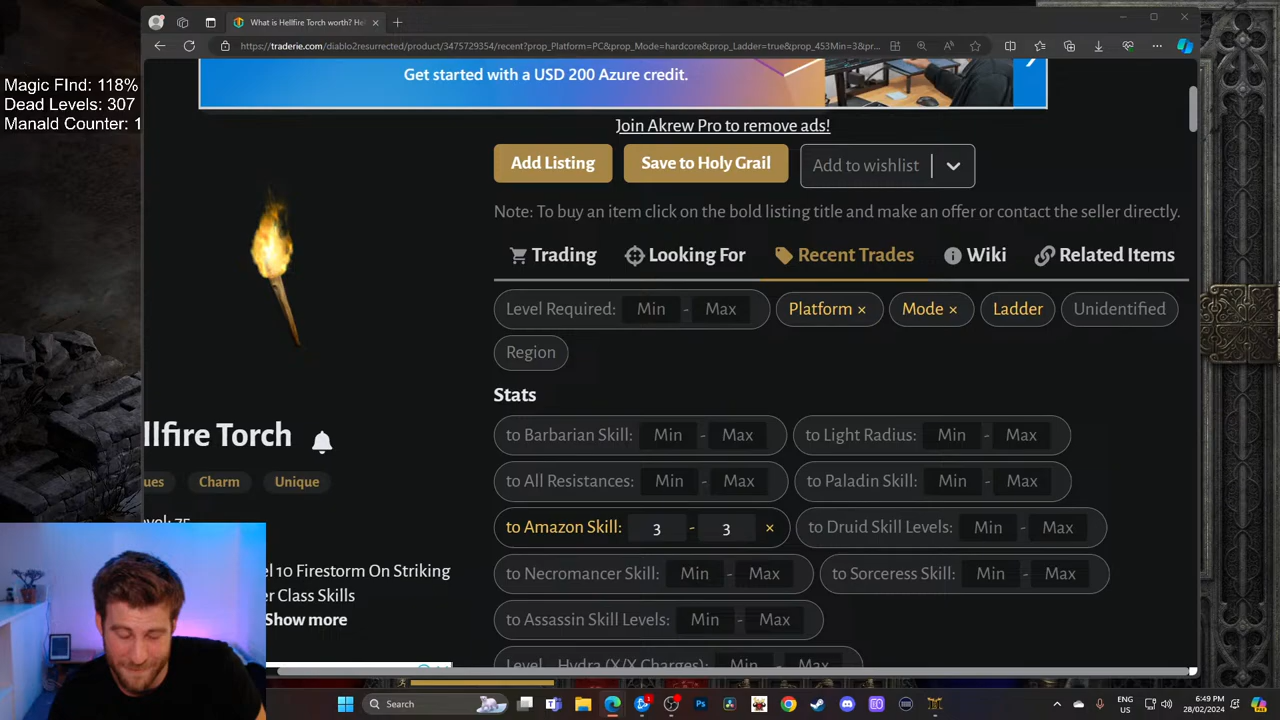 What is Hellfire Torch worth? He
https://traderie.com/diablo2resurrected/product/3475729354/recent?prop_Platform=PC&prop_Mode=hardcore&prop_Ladder=true&prop_453Min=3&pr...
Magic FInd: 118%
Dead Levels: 307
Manald Counter: 1
Get started with a USD 200 Azure credit.
Join Akrew Pro to remove ads!
Add Listing
Save to Holy Grail
Add to wishlist
Note: To buy an item click on the bold listing title and make an offer or contact the seller directly.
Trading
Looking For
Recent Trades
Wiki
Related Items
Level Required: Min - Max
Platform ×
Mode ×
Ladder
Unidentified
Region
Stats
llfire Torch
ues
Charm
Unique
to Barbarian Skill: Min - Max
to Light Radius: Min - Max
to All Resistances: Min - Max
to Paladin Skill: Min - Max
to Amazon Skill: 3 - 3 ×
to Druid Skill Levels: Min - Max
to Necromancer Skill: Min - Max
to Sorceress Skill: Min - Max
to Assassin Skill Levels: Min - Max
el 10 Firestorm On Striking
er Class Skills
Show more
Search
ENG
US
6:49 PM
28/02/2024